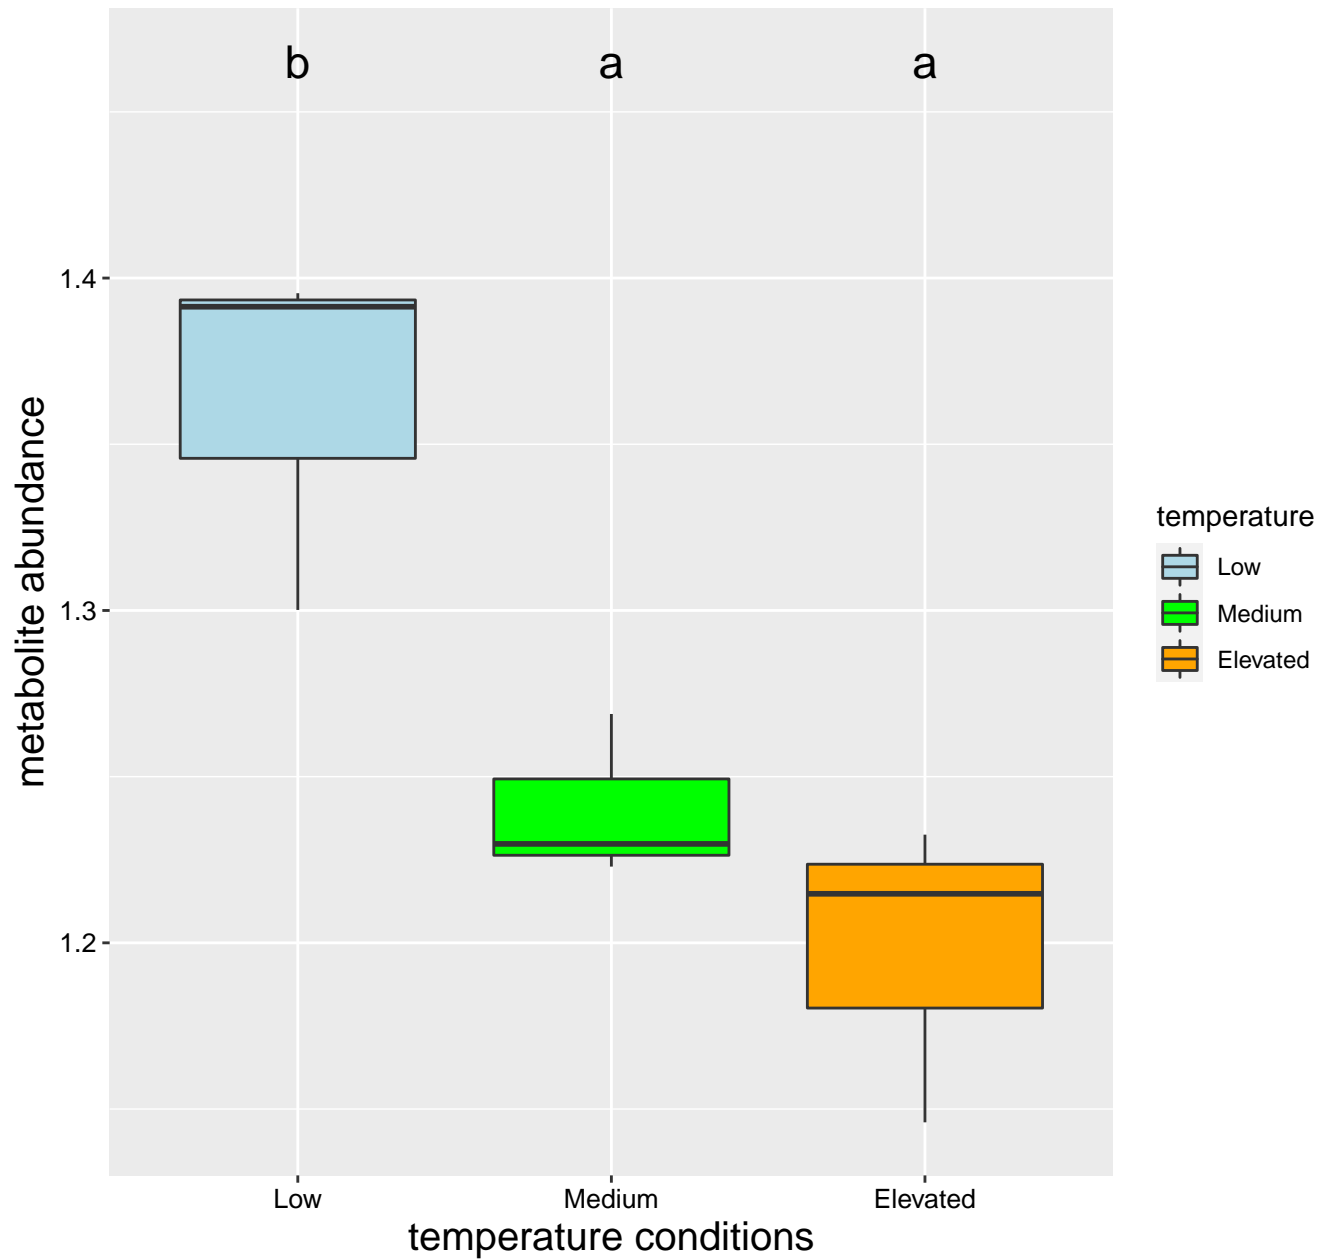 b a a
1.4
1.3
1.2
metabolite abundance
Low Medium Elevated
temperature conditions
temperature
Low
Medium
Elevated